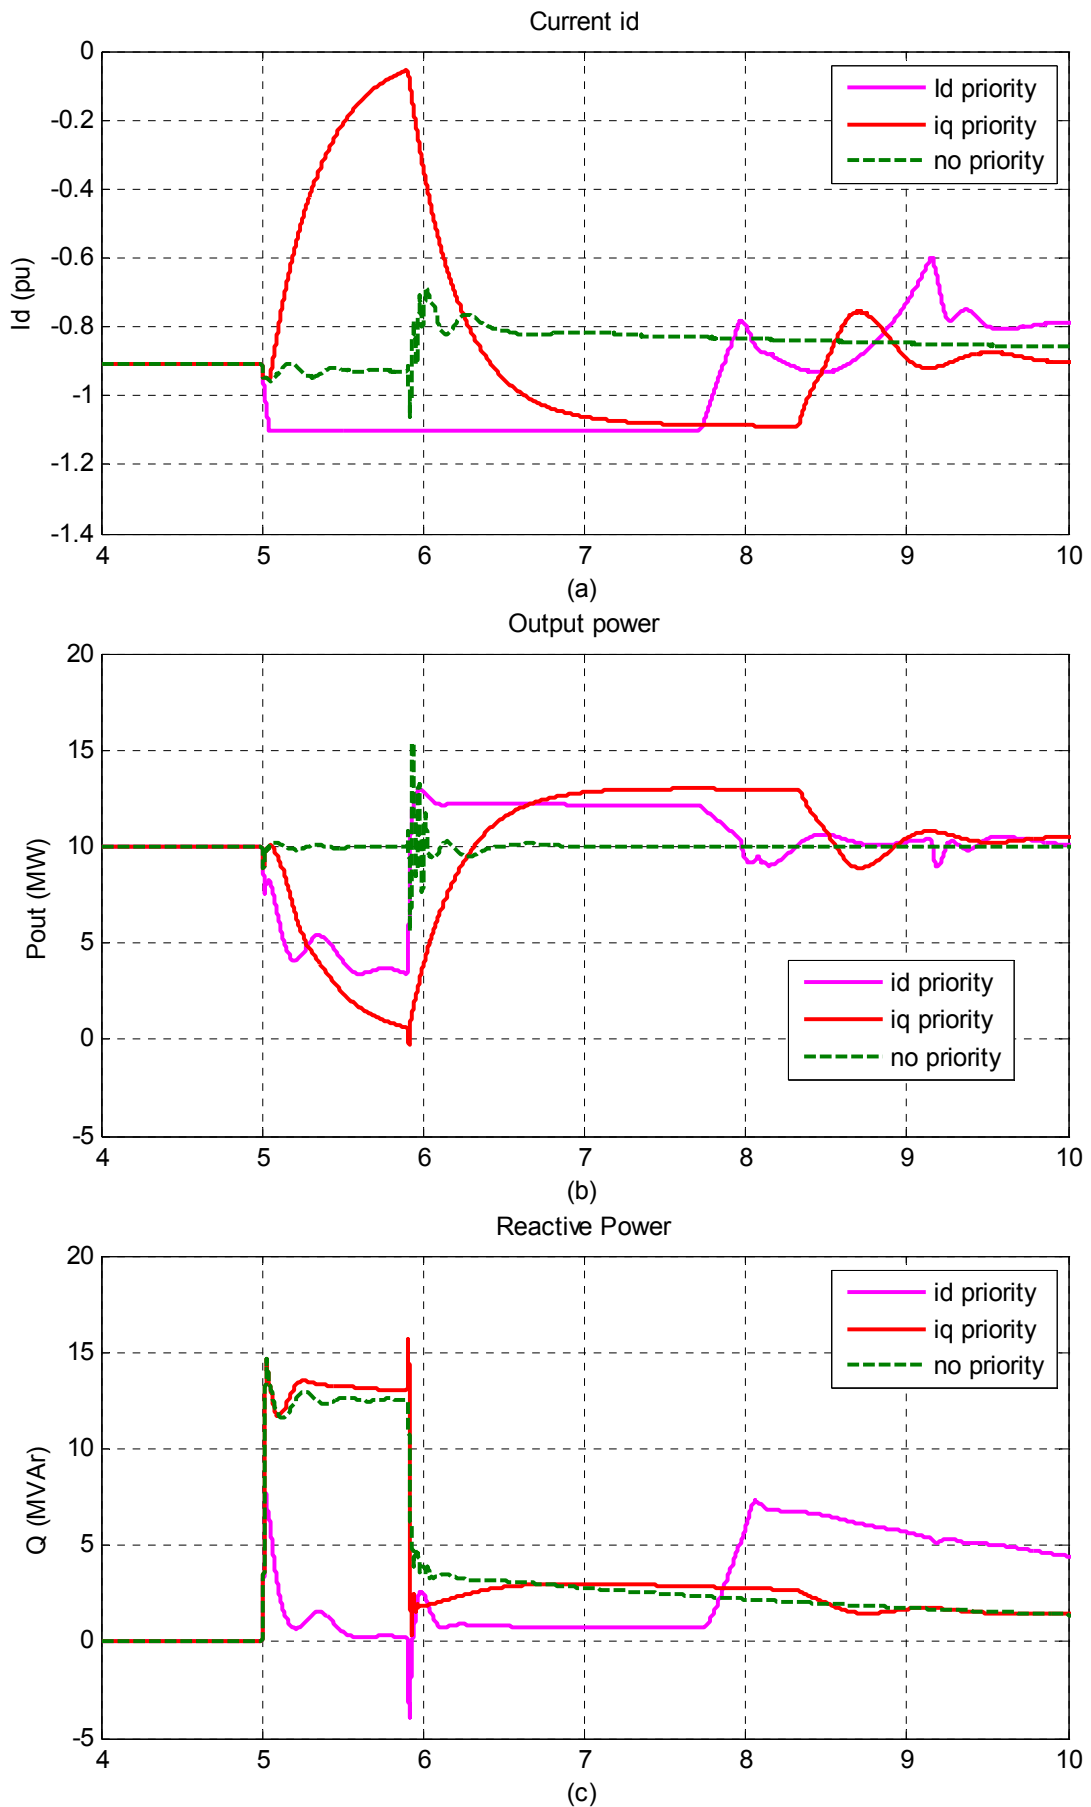 Current id
0
-0.2
-0.4
-0.6
-0.8
-1
-1.2
-1.4
Id (pu)
Id priority
iq priority
no priority
4 5 6 7 8 9 10
(a)
Output power
20
15
10
5
0
-5
Pout (MW)
id priority
iq priority
no priority
4 5 6 7 8 9 10
(b)
Reactive Power
20
15
10
5
0
-5
Q (MVAr)
id priority
iq priority
no priority
4 5 6 7 8 9 10
(c)